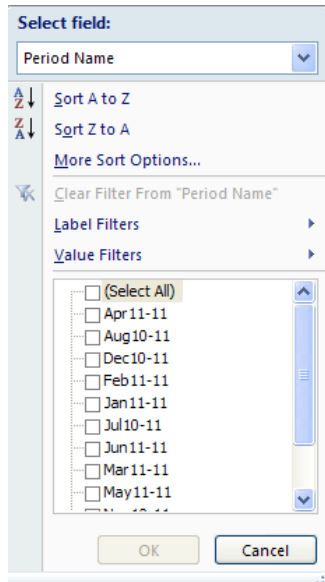 Select field:
Period Name
Sort A to Z
Sort Z to A
More Sort Options...
Clear Filter From "Period Name"
Label Filters
Value Filters
(Select All)
Apr11-11
Aug10-11
Dec10-11
Feb11-11
Jan11-11
Jul10-11
Jun11-11
Mar11-11
May11-11
OK
Cancel